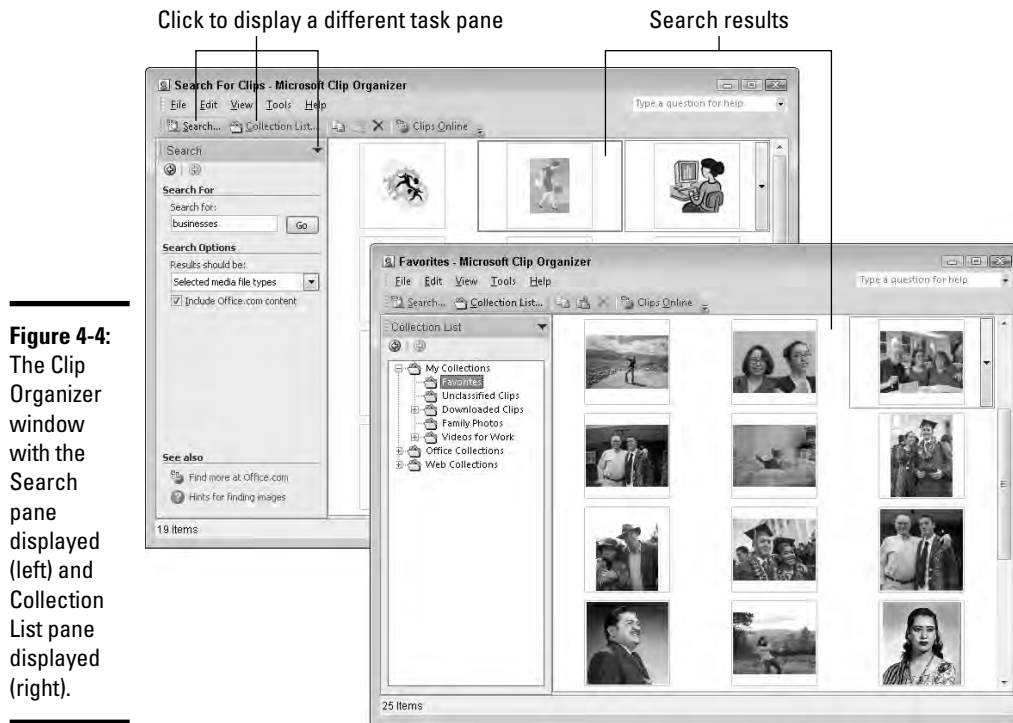 Click to display a different task pane
Search results
Search For Clips - Microsoft Clip Organizer
File Edit View Tools Help
Type a question for help
Search... Collection List... Clips Online
Search
Search For
Search for:
businesses
Go
Search Options
Results should be:
Selected media file types
Include Office.com content
See also
Find more at Office.com
Hints for finding images
19 Items
Favorites - Microsoft Clip Organizer
File Edit View Tools Help
Type a question for help
Search... Collection List... Clips Online
Collection List
My Collections
Favorites
Unclassified Clips
Downloaded Clips
Family Photos
Videos for Work
Office Collections
Web Collections
25 Items
Figure 4-4:
The Clip
Organizer
window
with the
Search
pane
displayed
(left) and
Collection
List pane
displayed
(right).